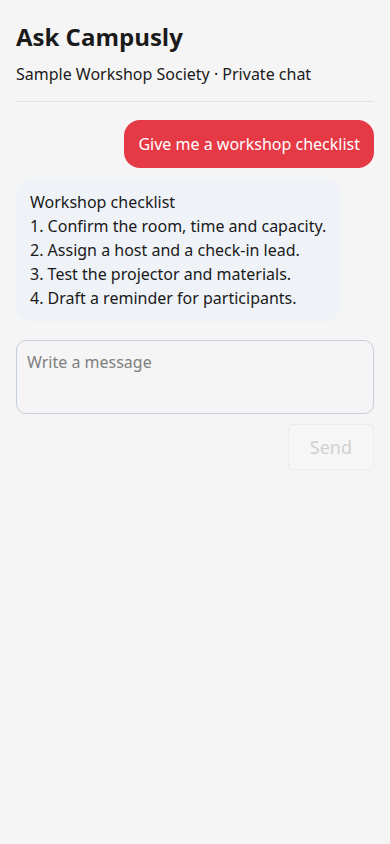 Ask Campusly
Sample Workshop Society · Private chat
Give me a workshop checklist
Workshop checklist
1. Confirm the room, time and capacity.
2. Assign a host and a check-in lead.
3. Test the projector and materials.
4. Draft a reminder for participants.
Write a message
Send